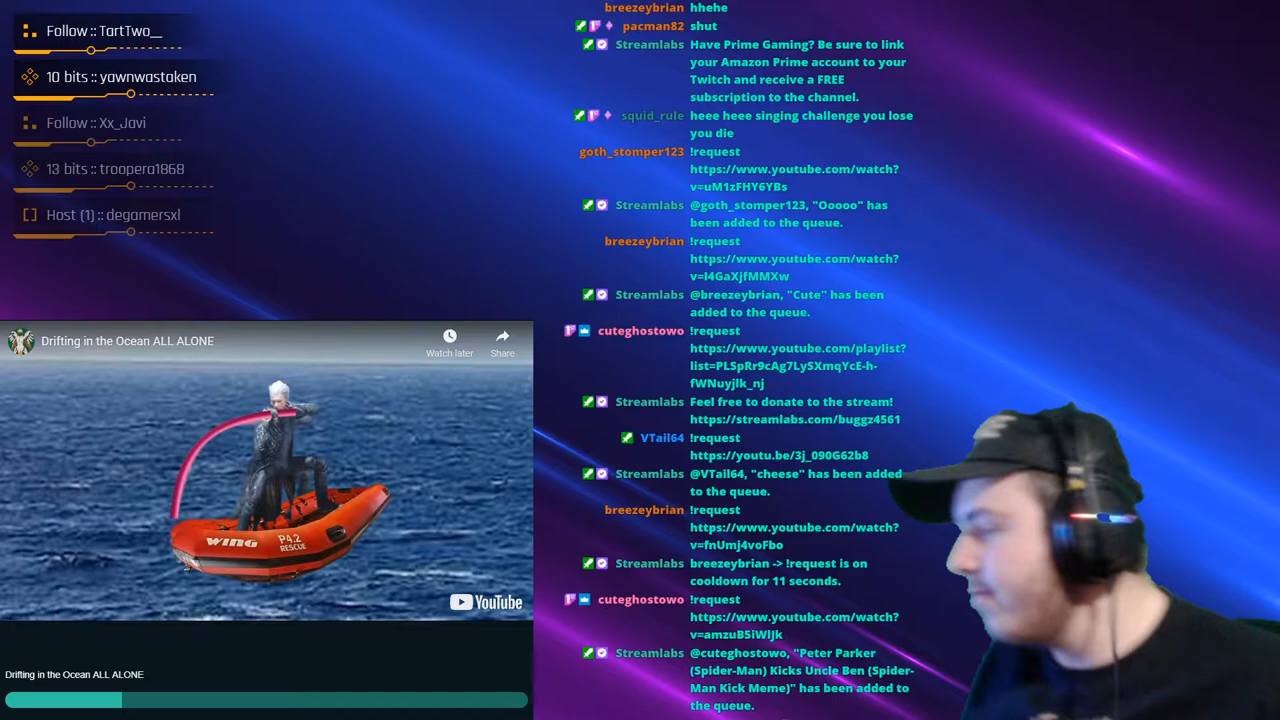 Follow :: TartTwo__
10 bits :: yawnwastaken
Follow :: Xx_Javi
13 bits :: troopera1868
Host (1) :: degamersxl
Drifting in the Ocean ALL ALONE
Watch later
Share
WING
P4.2
RESCUE
YouTube
Drifting in the Ocean ALL ALONE
breezeybrian hhehe
pacman82 shut
Streamlabs Have Prime Gaming? Be sure to link
your Amazon Prime account to your
Twitch and receive a FREE
subscription to the channel.
squid_rule heee heee singing challenge you lose
you die
goth_stomper123 !request
https://www.youtube.com/watch?
v=uM1zFHY6YBs
Streamlabs @goth_stomper123, "Ooooo" has
been added to the queue.
breezeybrian !request
https://www.youtube.com/watch?
v=I4GaXjfMMXw
Streamlabs @breezeybrian, "Cute" has been
added to the queue.
cuteghostowo !request
https://www.youtube.com/playlist?
list=PLSpRr9cAg7LySXmqYcE-h-
fWNuyjlk_nj
Streamlabs Feel free to donate to the stream!
https://streamlabs.com/buggz4561
VTail64 !request
https://youtu.be/3j_090G62b8
Streamlabs @VTail64, "cheese" has been added
to the queue.
breezeybrian !request
https://www.youtube.com/watch?
v=fnUmj4voFbo
Streamlabs breezeybrian -> !request is on
cooldown for 11 seconds.
cuteghostowo !request
https://www.youtube.com/watch?
v=amzuB5iWlJk
Streamlabs @cuteghostowo, "Peter Parker
(Spider-Man) Kicks Uncle Ben (Spider-
Man Kick Meme)" has been added to
the queue.